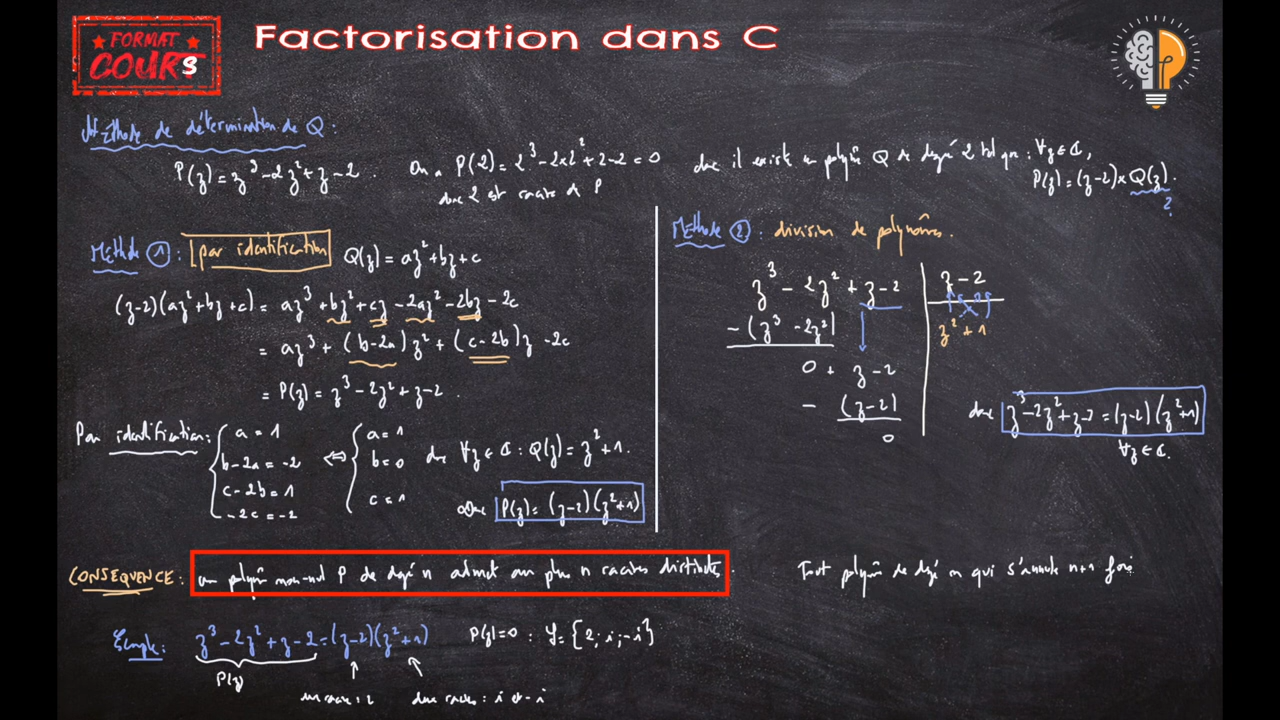 FORMAT
COURS
Factorisation dans C
Méthode de détermination de Q :
P(z) = z³ - 2z² + z - 2 . On a P(2) = 2³ - 2x2² + 2 - 2 = 0
donc 2 est racine de P
donc il existe un polynôme Q de degré 2 tel que : ∀z ∈ ℂ,
P(z) = (z-2) × Q(z).
?
Méthode 1 : par identification Q(z) = az² + bz + c
(z-2)(az² + bz + c) = az³ + bz² + cz - 2az² - 2bz - 2c
= az³ + (b-2a)z² + (c-2b)z - 2c
= P(z) = z³ - 2z² + z - 2 .
Par identification : { a = 1 ⇔ { a = 1
b - 2a = -2 b = 0
c - 2b = 1 c = 1
-2c = -2
donc ∀z ∈ ℂ : Q(z) = z² + 1.
Donc P(z) = (z-2)(z²+1)
Méthode 2 : division de polynômes.
z³ - 2z² + z - 2 | z - 2
- (z³ - 2z²) | z² + 1
0 + z - 2
- (z - 2)
0
donc z³ - 2z² + z - 2 = (z-2)(z²+1)
∀z ∈ ℂ.
CONSEQUENCE : un polynôme non-nul P de degré n admet au plus n racines distinctes.
Tout polynôme de degré n qui s'annule n+1 fois
Exemple : z³ - 2z² + z - 2 = (z-2)(z²+1) P(z) = 0 : S = {2 ; i ; -i}
P(z)
une racine : 2 deux racines : i et -i